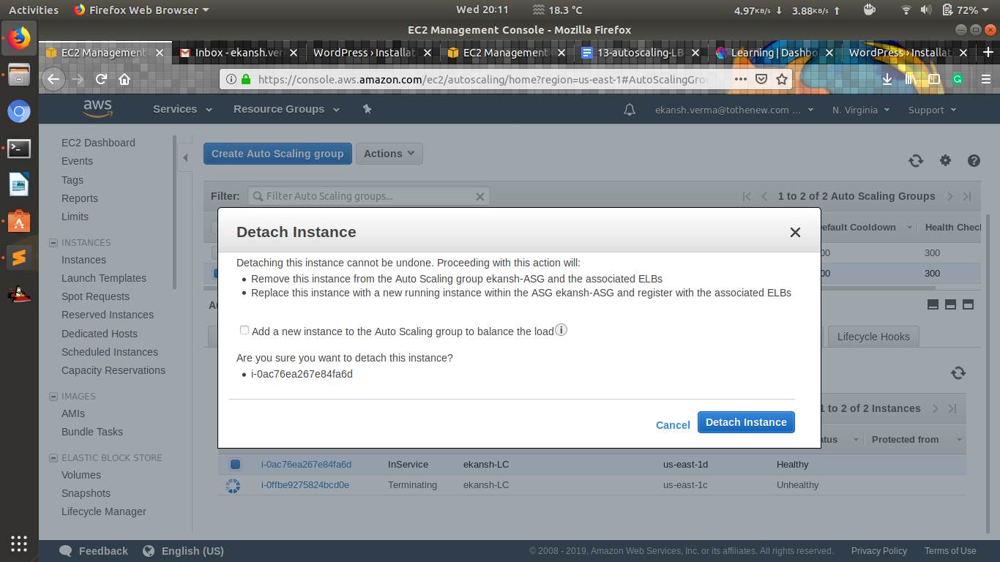 Activities Firefox Web Browser Wed 20:11 18.3 °C 4.97KB/s ↓ 3.88KB/s ↑ 72%
EC2 Management Console - Mozilla Firefox
EC2 Management Inbox - ekansh.ver WordPress › Installat EC2 Management 13-autoscaling-LB Learning | Dashbo WordPress › Installat
https://console.aws.amazon.com/ec2/autoscaling/home?region=us-east-1#AutoScalingGro
aws Services Resource Groups ekansh.verma@tothenew.com ... N. Virginia Support
EC2 Dashboard
Events
Tags
Reports
Limits
INSTANCES
Instances
Launch Templates
Spot Requests
Reserved Instances
Dedicated Hosts
Scheduled Instances
Capacity Reservations
IMAGES
AMIs
Bundle Tasks
ELASTIC BLOCK STORE
Volumes
Snapshots
Lifecycle Manager
Create Auto Scaling group Actions
Filter: Filter Auto Scaling groups... 1 to 2 of 2 Auto Scaling Groups
efault Cooldown Health Check
00 300
00 300
Au
Detach Instance
Detaching this instance cannot be undone. Proceeding with this action will:
• Remove this instance from the Auto Scaling group ekansh-ASG and the associated ELBs
• Replace this instance with a new running instance within the ASG ekansh-ASG and register with the associated ELBs
Add a new instance to the Auto Scaling group to balance the load
Are you sure you want to detach this instance?
• i-0ac76ea267e84fa6d
Cancel Detach Instance
Lifecycle Hooks
1 to 2 of 2 Instances
atus Protected from
i-0ac76ea267e84fa6d InService ekansh-LC us-east-1d Healthy
i-0ffbe9275824bcd0e Terminating ekansh-LC us-east-1c Unhealthy
Feedback English (US) © 2008 - 2019, Amazon Web Services, Inc. or its affiliates. All rights reserved. Privacy Policy Terms of Use